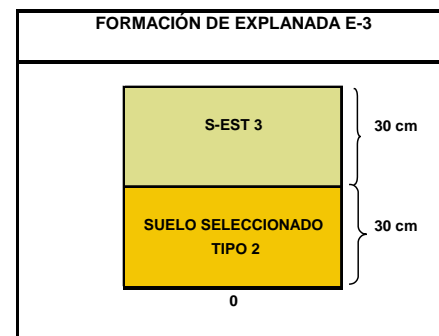 FORMACIÓN DE EXPLANADA E-3
S-EST 3
30 cm
SUELO SELECCIONADO
TIPO 2
30 cm
0